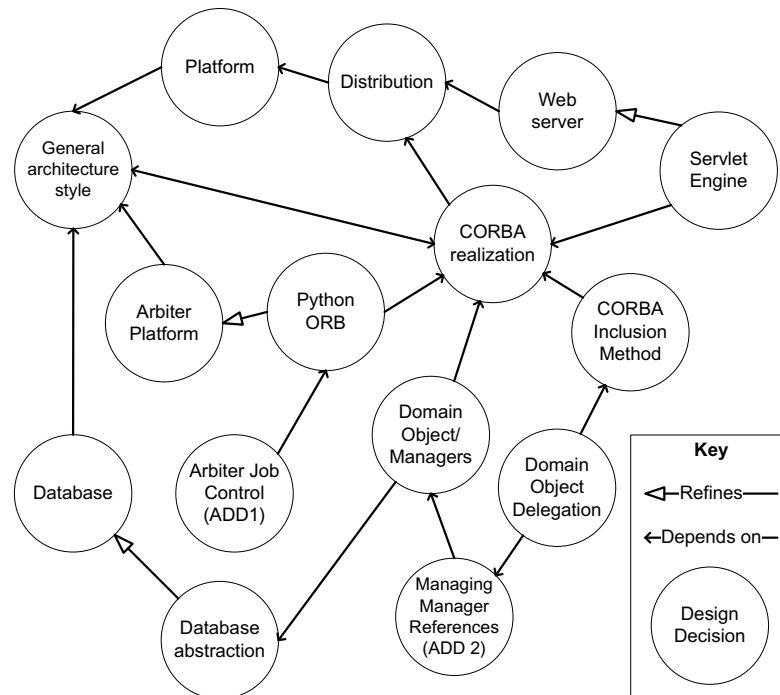 Platform
Distribution
Web
server
General
architecture
style
Servlet
Engine
CORBA
realization
Arbiter
Platform
Python
ORB
CORBA
Inclusion
Method
Domain
Object/
Managers
Database
Arbiter Job
Control
(ADD1)
Domain
Object
Delegation
Managing
Manager
References
(ADD 2)
Database
abstraction
Key
Refines
Depends on
Design
Decision